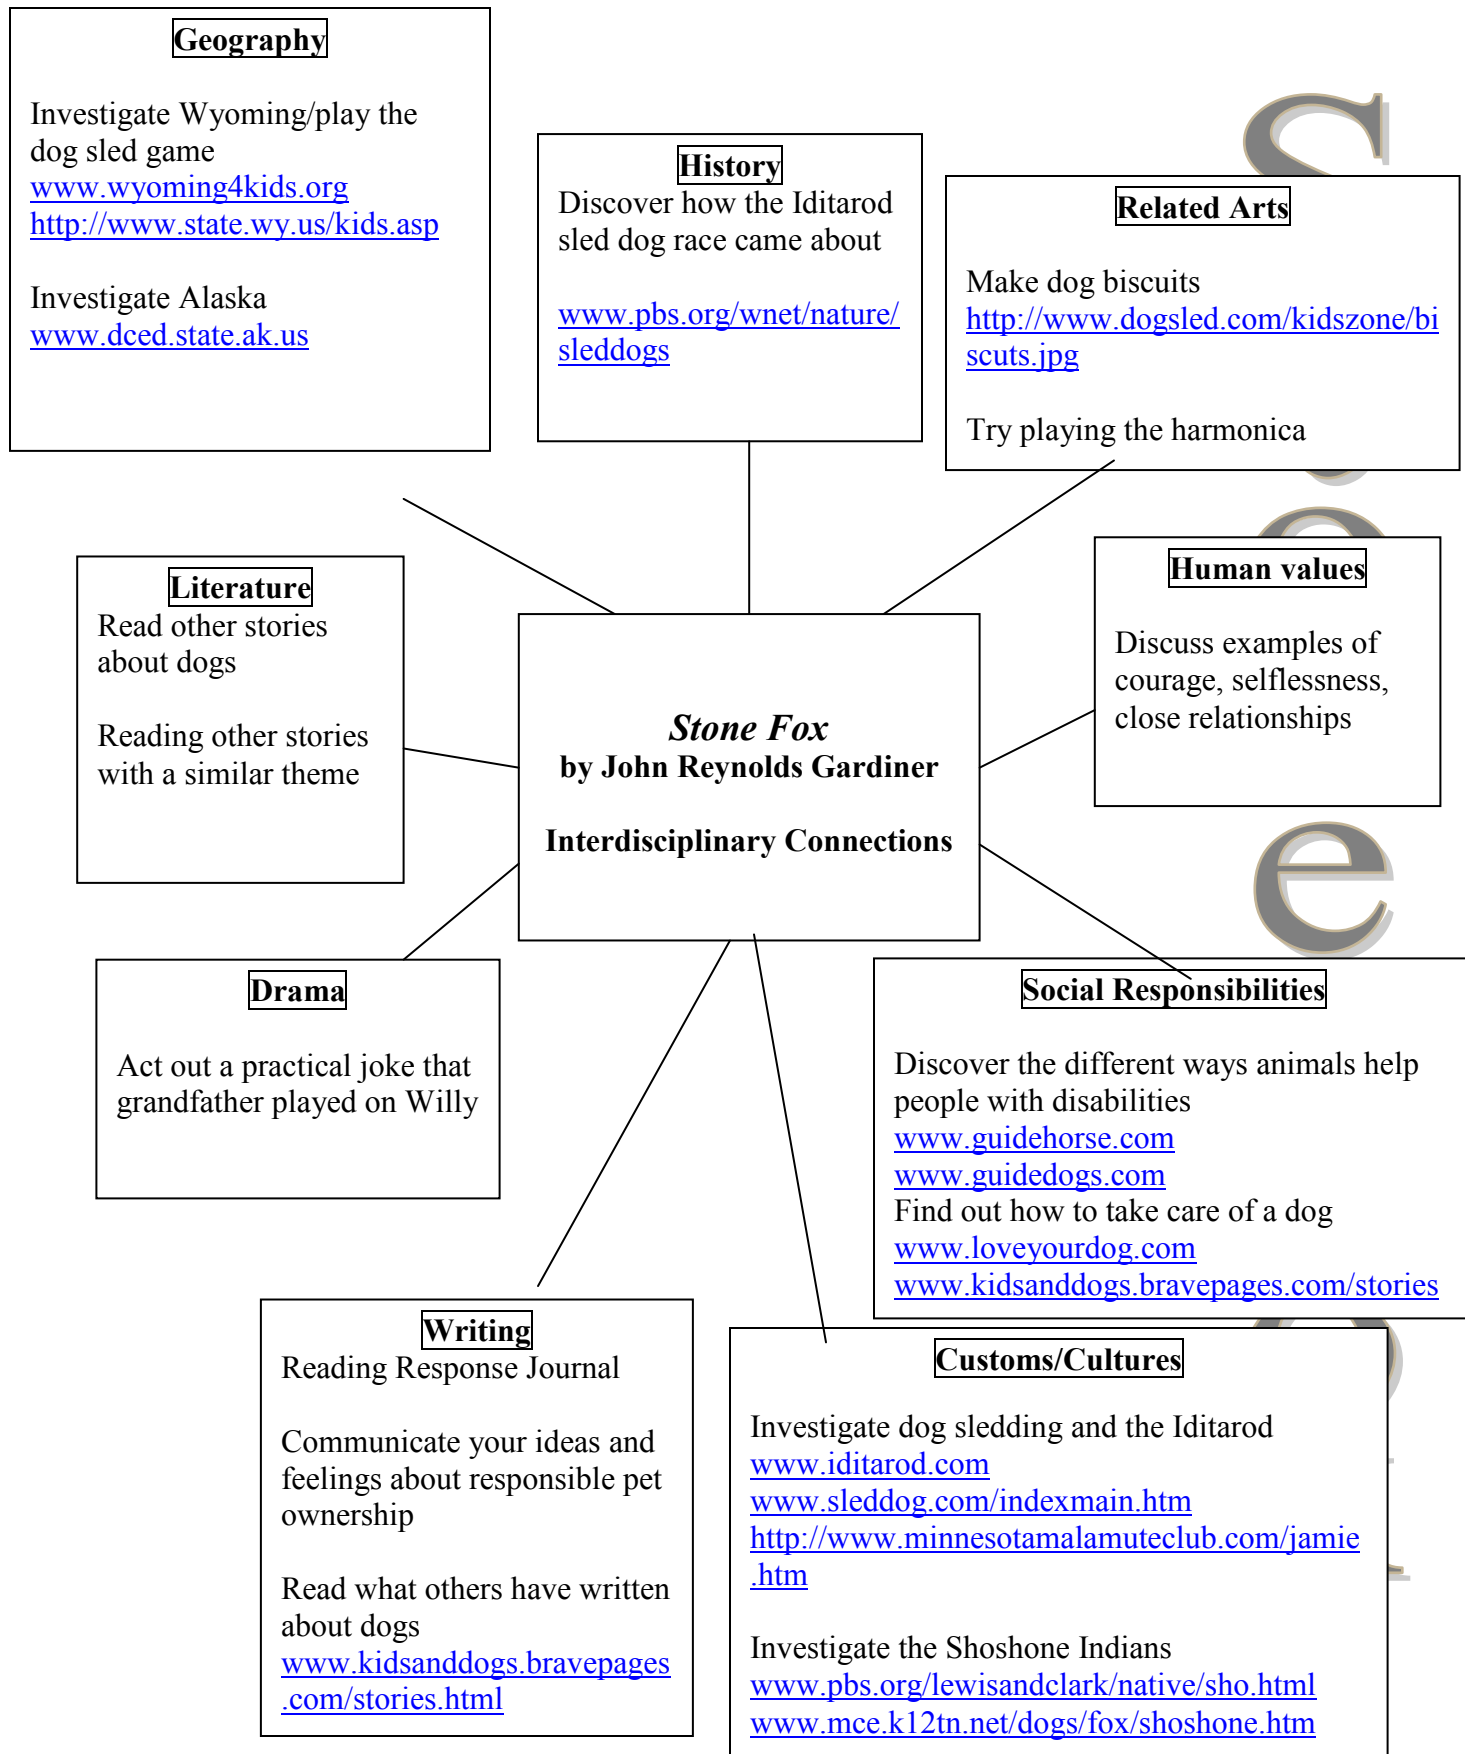 Geography
Investigate Wyoming/play the
dog sled game
www.wyoming4kids.org
http://www.state.wy.us/kids.asp
Investigate Alaska
www.dced.state.ak.us
History
Discover how the Iditarod
sled dog race came about
www.pbs.org/wnet/nature/
sleddogs
Related Arts
Make dog biscuits
http://www.dogsled.com/kidszone/bi
scuts.jpg
Try playing the harmonica
Literature
Read other stories
about dogs
Reading other stories
with a similar theme
Stone Fox
by John Reynolds Gardiner
Interdisciplinary Connections
Human values
Discuss examples of
courage, selflessness,
close relationships
Drama
Act out a practical joke that
grandfather played on Willy
Social Responsibilities
Discover the different ways animals help
people with disabilities
www.guidehorse.com
www.guidedogs.com
Find out how to take care of a dog
www.loveyourdog.com
www.kidsanddogs.bravepages.com/stories
Writing
Reading Response Journal
Communicate your ideas and
feelings about responsible pet
ownership
Read what others have written
about dogs
www.kidsanddogs.bravepages
.com/stories.html
Customs/Cultures
Investigate dog sledding and the Iditarod
www.iditarod.com
www.sleddog.com/indexmain.htm
http://www.minnesotamalamuteclub.com/jamie
.htm
Investigate the Shoshone Indians
www.pbs.org/lewisandclark/native/sho.html
www.mce.k12tn.net/dogs/fox/shoshone.htm